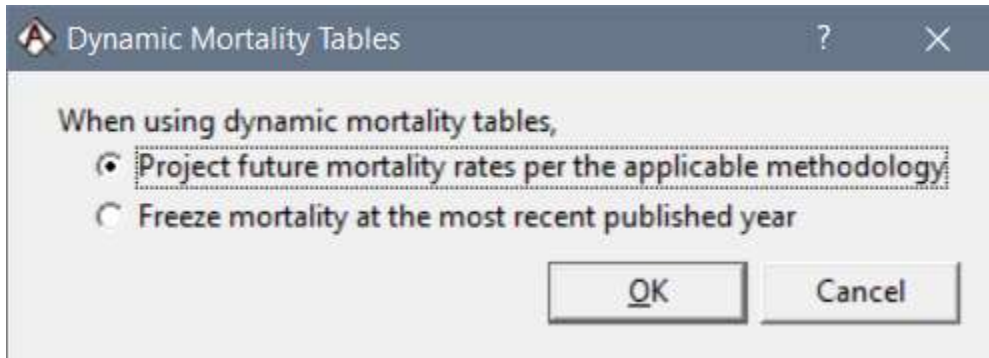 Dynamic Mortality Tables
When using dynamic mortality tables,
Project future mortality rates per the applicable methodology
Freeze mortality at the most recent published year
OK
Cancel